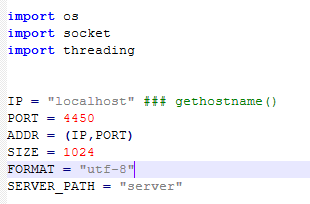 import os
import socket
import threading
IP = "localhost" ### gethostname()
PORT = 4450
ADDR = (IP,PORT)
SIZE = 1024
FORMAT = "utf-8"
SERVER_PATH = "server"